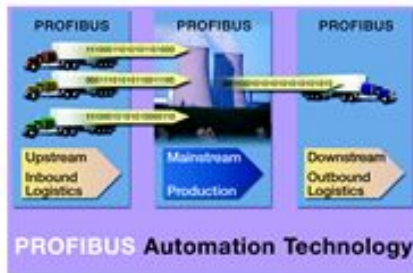 PROFIBUS PROFIBUS PROFIBUS
Upstream
Inbound
Logistics
Mainstream
Production
Downstream
Outbound
Logistics
PROFIBUS Automation Technology